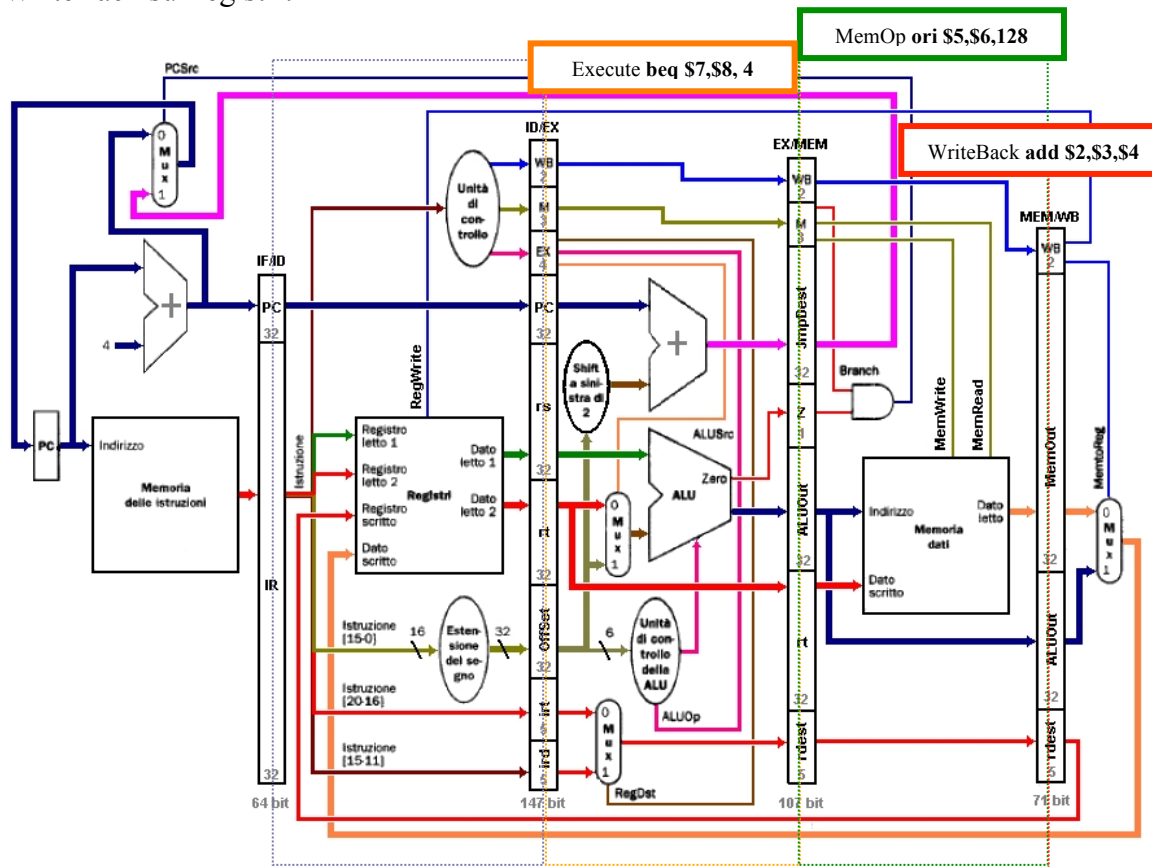 MemOp ori $5,$6,128
Execute beq $7,$8, 4
WriteBack add $2,$3,$4
PCSrc
0
M
u
x
1
ID/EX
EX/MEM
MEM/WB
IF/ID
WB
2
M
3
EX
4
WB
2
M
WB
2
Unità
di
con-
trollo
PC
32
PC
32
4
+
+
JmpDest
32
Shift
a sini-
stra di
2
Branch
RegWrite
MemWrite
MemRead
MemtoReg
PC
Indirizzo
Memoria
delle istruzioni
Istruzione
Registro
letto 1
Registro
letto 2
Registro
scritto
Dato
scritto
Registri
Dato
letto 1
Dato
letto 2
rs
32
rt
32
ALUSrc
Zero
ALU
0
M
u
x
1
1
ALUOut
32
Indirizzo
Dato
letto
Memoria
dati
Dato
scritto
MemOut
32
0
M
u
x
1
IR
32
Istruzione
[15-0]
16
Esten-
sione
del se-
gno
32
OffSet
32
6
Unità di
controllo
della
ALU
ALUOp
rt
32
ALUOut
32
Istruzione
[20-16]
irt
0
M
u
x
1
Istruzione
[15-11]
ird
RegDst
rdest
5
rdest
5
64 bit
147 bit
107 bit
71 bit